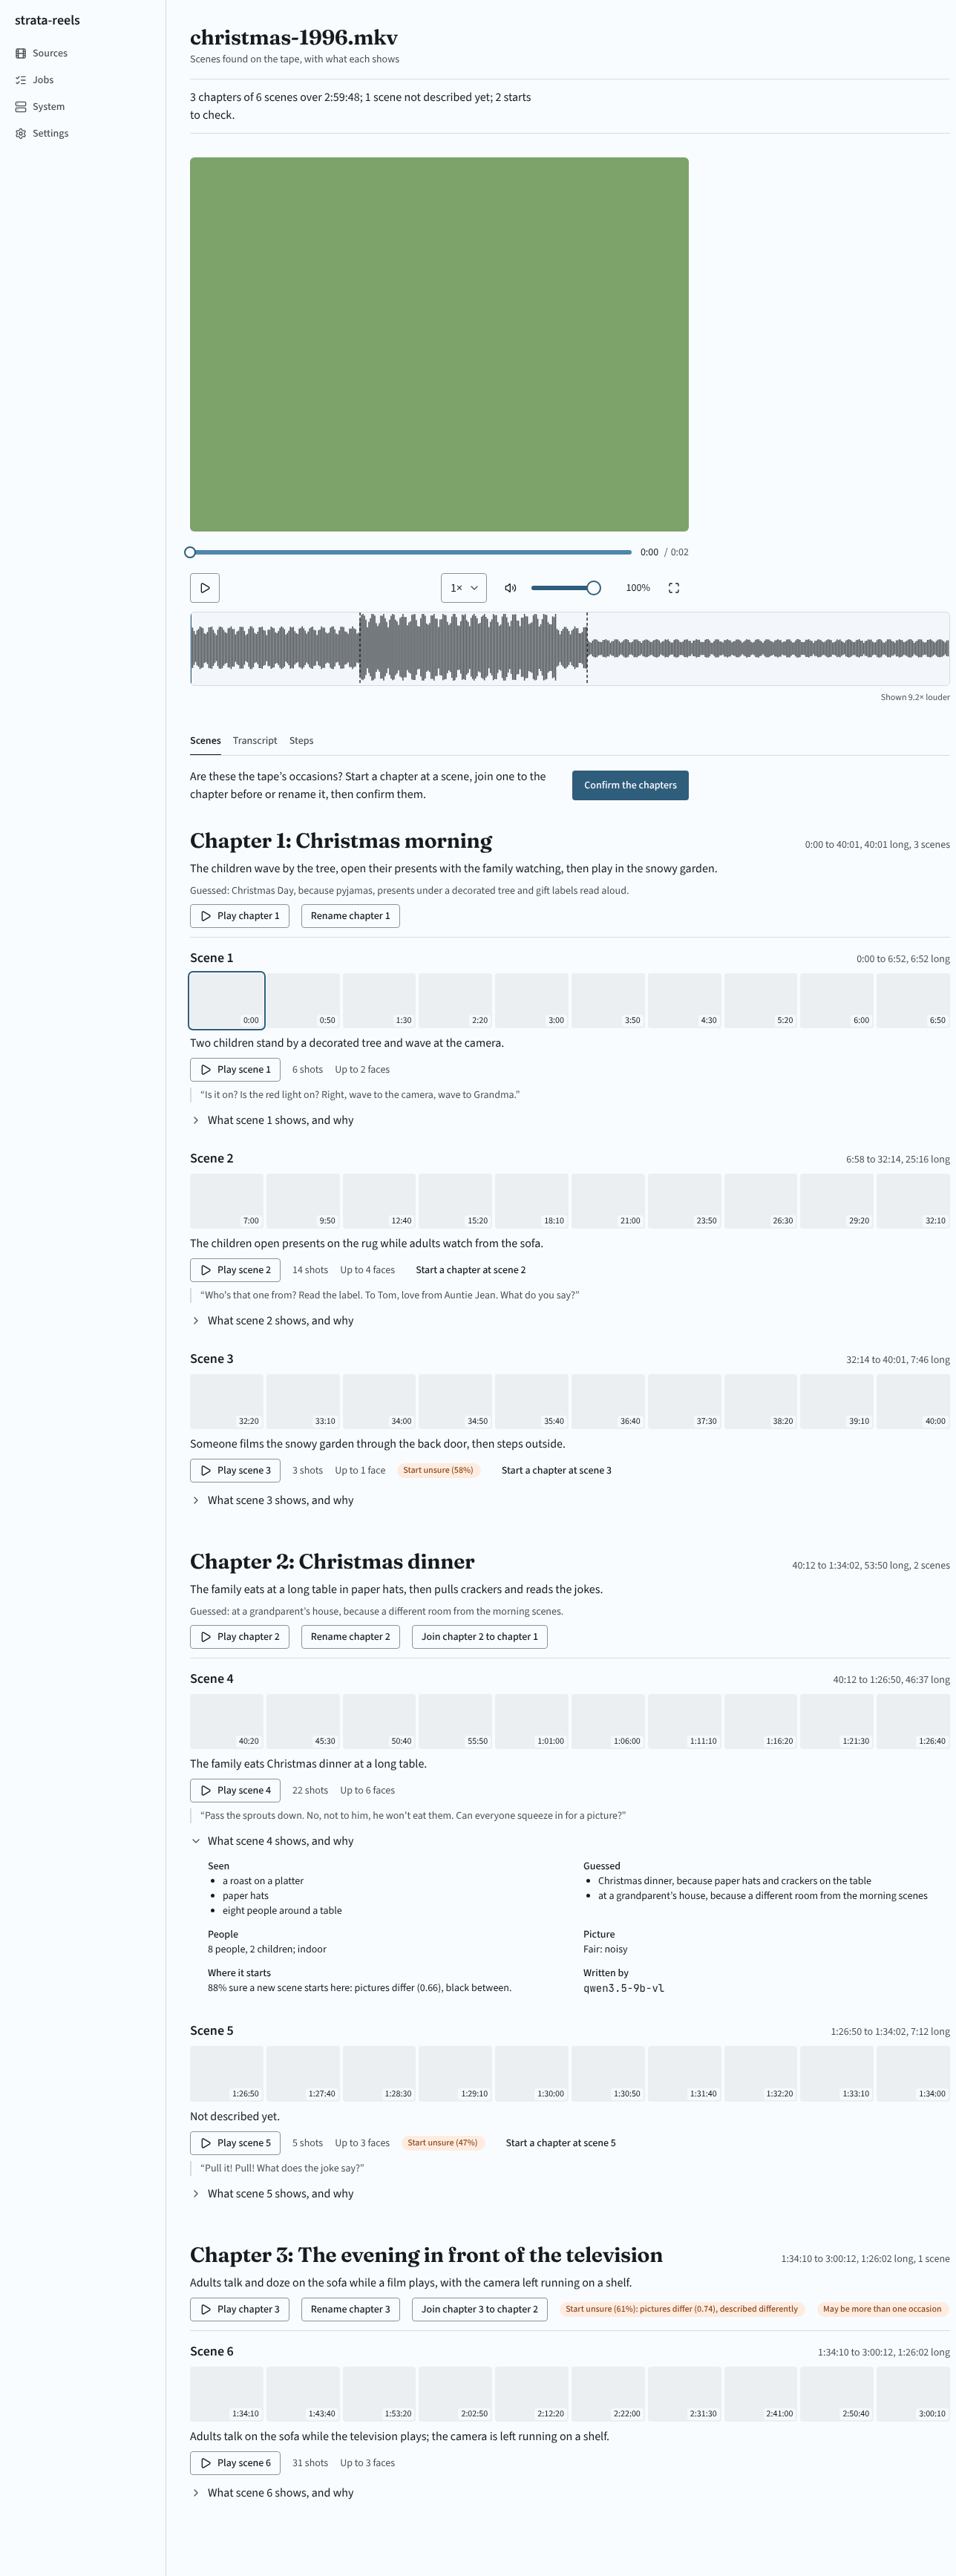 strata-reels
Sources
Jobs
System
Settings
christmas-1996.mkv
Scenes found on the tape, with what each shows
3 chapters of 6 scenes over 2:59:48; 1 scene not described yet; 2 starts
to check.
0:00 / 0:02
1× 100%
Shown 9.2× louder
Scenes Transcript Steps
Are these the tape’s occasions? Start a chapter at a scene, join one to the
chapter before or rename it, then confirm them.
Confirm the chapters
Chapter 1: Christmas morning
0:00 to 40:01, 40:01 long, 3 scenes
The children wave by the tree, open their presents with the family watching, then play in the snowy garden.
Guessed: Christmas Day, because pyjamas, presents under a decorated tree and gift labels read aloud.
Play chapter 1 Rename chapter 1
Scene 1
0:00 to 6:52, 6:52 long
0:00 0:50 1:30 2:20 3:00 3:50 4:30 5:20 6:00 6:50
Two children stand by a decorated tree and wave at the camera.
Play scene 1 6 shots Up to 2 faces
“Is it on? Is the red light on? Right, wave to the camera, wave to Grandma.”
What scene 1 shows, and why
Scene 2
6:58 to 32:14, 25:16 long
7:00 9:50 12:40 15:20 18:10 21:00 23:50 26:30 29:20 32:10
The children open presents on the rug while adults watch from the sofa.
Play scene 2 14 shots Up to 4 faces Start a chapter at scene 2
“Who’s that one from? Read the label. To Tom, love from Auntie Jean. What do you say?”
What scene 2 shows, and why
Scene 3
32:14 to 40:01, 7:46 long
32:20 33:10 34:00 34:50 35:40 36:40 37:30 38:20 39:10 40:00
Someone films the snowy garden through the back door, then steps outside.
Play scene 3 3 shots Up to 1 face Start unsure (58%) Start a chapter at scene 3
What scene 3 shows, and why
Chapter 2: Christmas dinner
40:12 to 1:34:02, 53:50 long, 2 scenes
The family eats at a long table in paper hats, then pulls crackers and reads the jokes.
Guessed: at a grandparent’s house, because a different room from the morning scenes.
Play chapter 2 Rename chapter 2 Join chapter 2 to chapter 1
Scene 4
40:12 to 1:26:50, 46:37 long
40:20 45:30 50:40 55:50 1:01:00 1:06:00 1:11:10 1:16:20 1:21:30 1:26:40
The family eats Christmas dinner at a long table.
Play scene 4 22 shots Up to 6 faces
“Pass the sprouts down. No, not to him, he won’t eat them. Can everyone squeeze in for a picture?”
What scene 4 shows, and why
Seen
a roast on a platter
paper hats
eight people around a table
Guessed
Christmas dinner, because paper hats and crackers on the table
at a grandparent’s house, because a different room from the morning scenes
People
8 people, 2 children; indoor
Picture
Fair: noisy
Where it starts
88% sure a new scene starts here: pictures differ (0.66), black between.
Written by
qwen3.5-9b-vl
Scene 5
1:26:50 to 1:34:02, 7:12 long
1:26:50 1:27:40 1:28:30 1:29:10 1:30:00 1:30:50 1:31:40 1:32:20 1:33:10 1:34:00
Not described yet.
Play scene 5 5 shots Up to 3 faces Start unsure (47%) Start a chapter at scene 5
“Pull it! Pull! What does the joke say?”
What scene 5 shows, and why
Chapter 3: The evening in front of the television
1:34:10 to 3:00:12, 1:26:02 long, 1 scene
Adults talk and doze on the sofa while a film plays, with the camera left running on a shelf.
Play chapter 3 Rename chapter 3 Join chapter 3 to chapter 2 Start unsure (61%): pictures differ (0.74), described differently May be more than one occasion
Scene 6
1:34:10 to 3:00:12, 1:26:02 long
1:34:10 1:43:40 1:53:20 2:02:50 2:12:20 2:22:00 2:31:30 2:41:00 2:50:40 3:00:10
Adults talk on the sofa while the television plays; the camera is left running on a shelf.
Play scene 6 31 shots Up to 3 faces
What scene 6 shows, and why